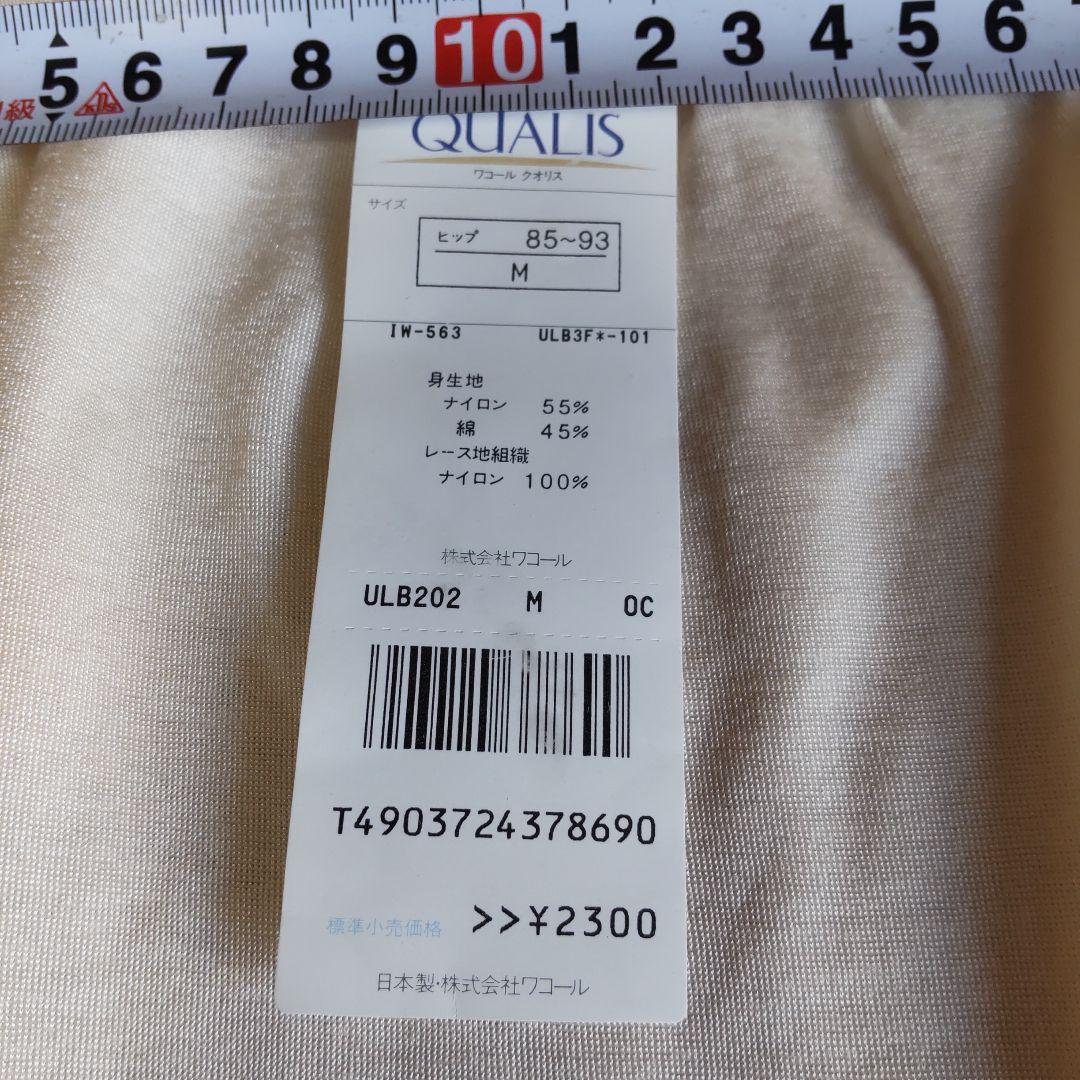 5 6 7 8 9 10 1 2 3 4 5 6
級
QUALIS
ワコール クオリス
サイズ
ヒップ 85~93
M
IW-563 ULB3F*-101
身生地
ナイロン 55%
綿 45%
レース地組織
ナイロン 100%
株式会社ワコール
ULB202 M OC
T4903724378690
標準小売価格 >>¥2300
日本製・株式会社ワコール